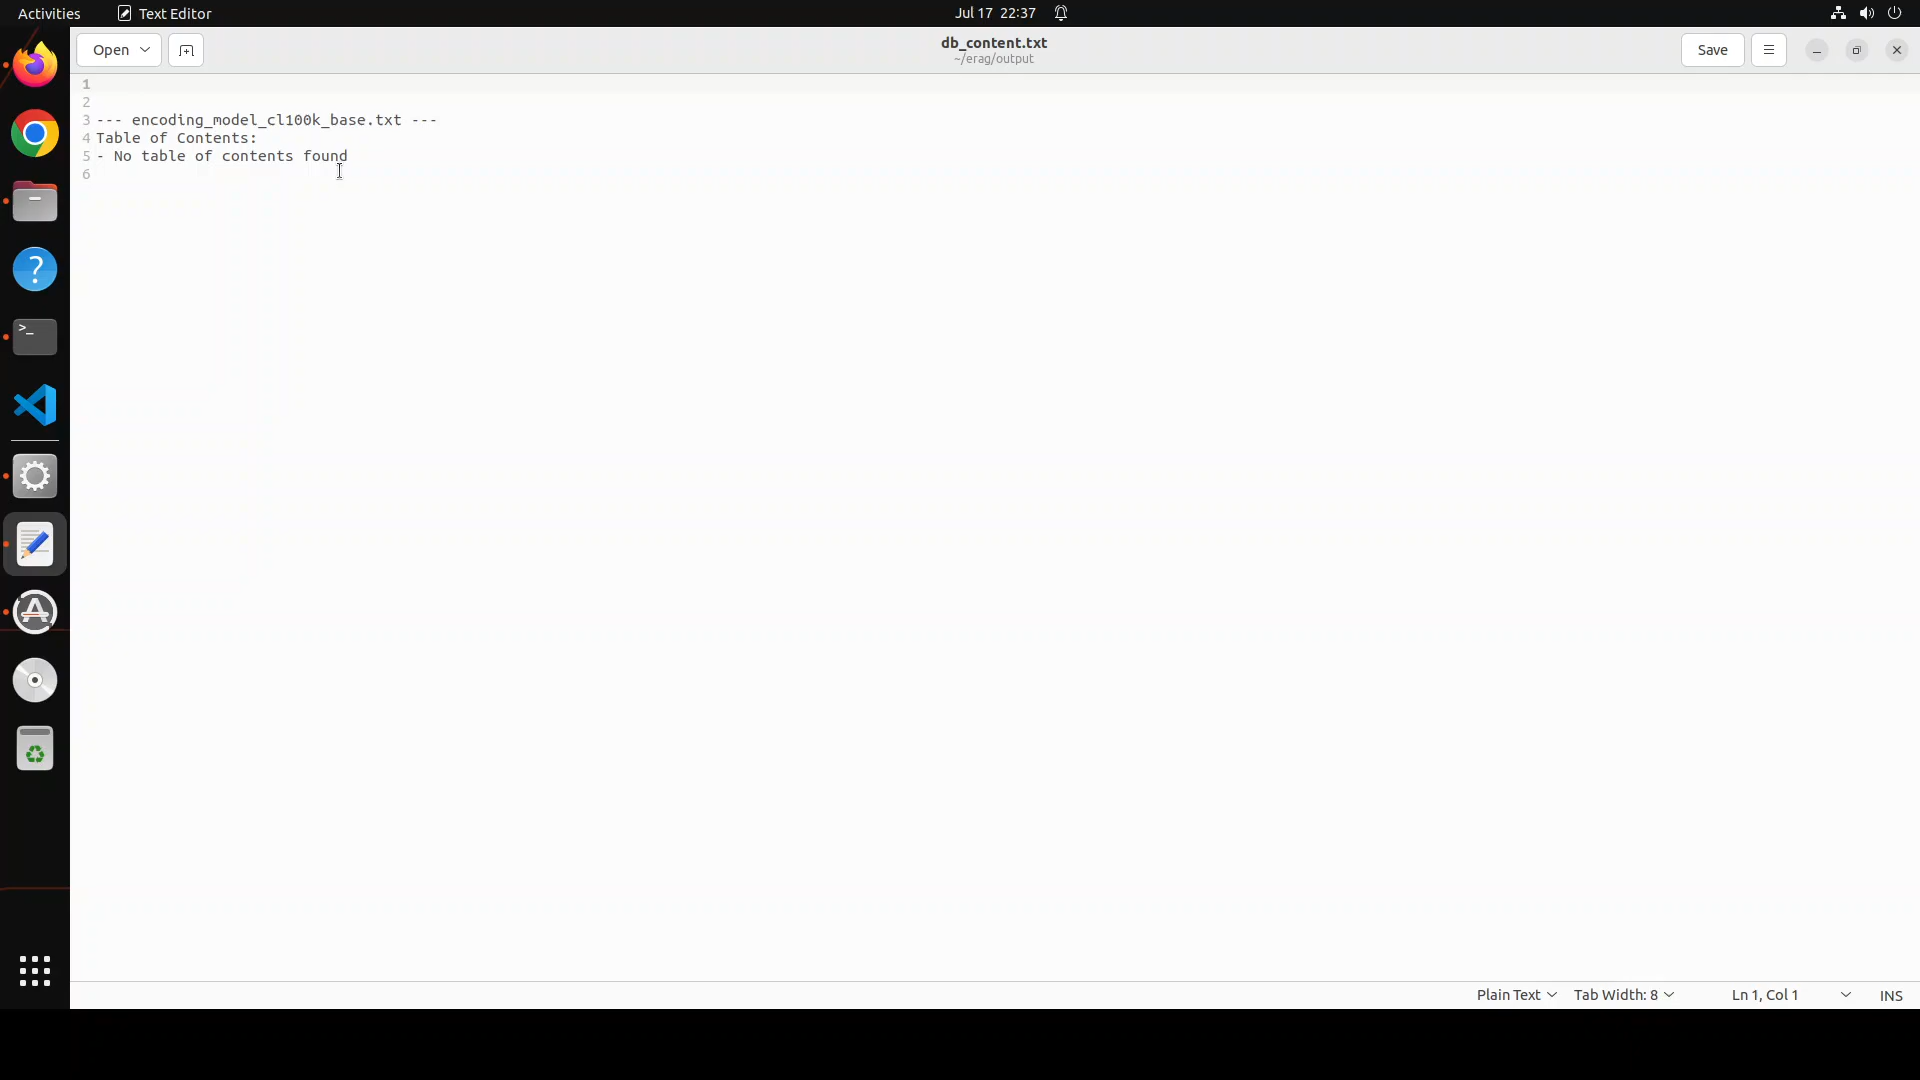 Activities
Text Editor
Jul 17 22:37
Open
db_content.txt
~/erag/output
Save
1
2
3 --- encoding_model_cl100k_base.txt ---
4 Table of Contents:
5 - No table of contents found
6
Plain Text
Tab Width: 8
Ln 1, Col 1
INS